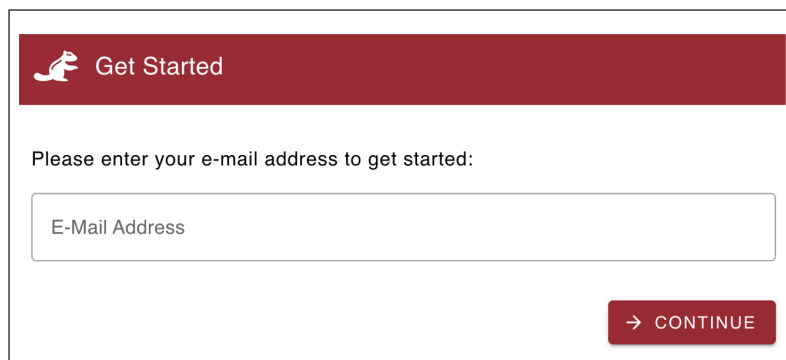 Get Started
Please enter your e-mail address to get started:
E-Mail Address
CONTINUE